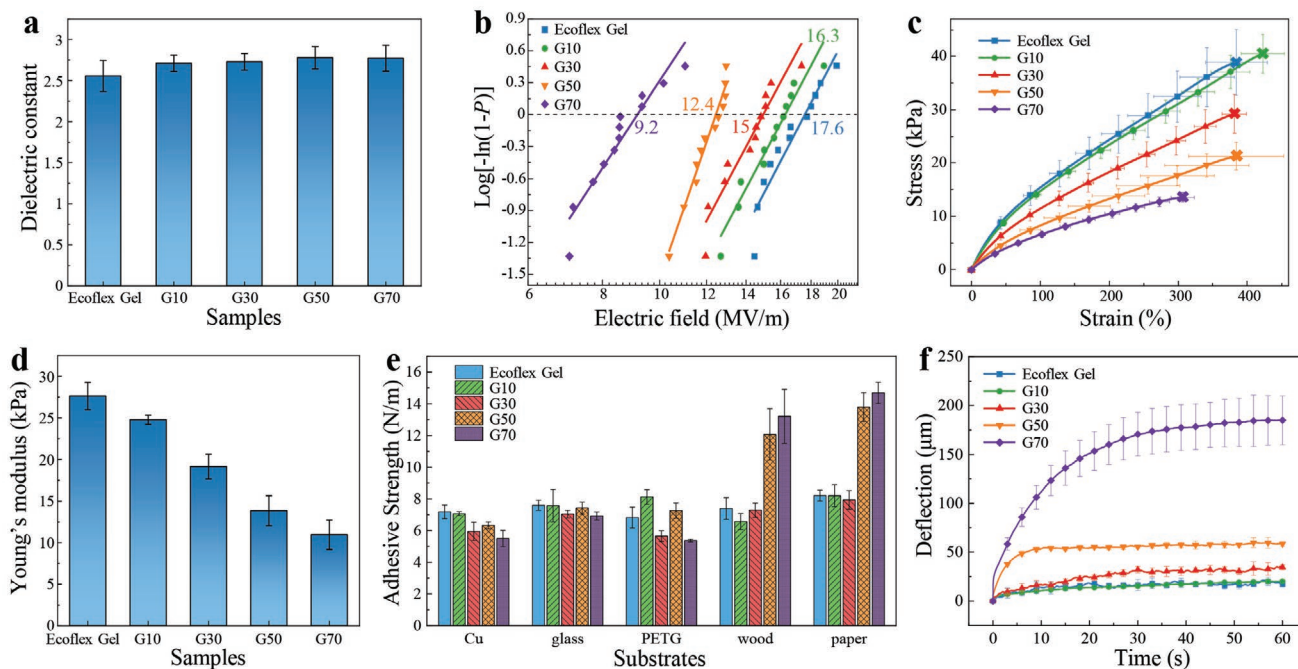 a
Dielectric constant
3
2.5
2
1.5
1
0.5
0
Ecoflex Gel G10 G30 G50 G70
Samples
b
Log[-ln(1-P)]
0.9
0.6
0.3
0
-0.3
-0.6
-0.9
-1.2
-1.5
Ecoflex Gel
G10
G30
G50
G70
16.3
12.4
9.2
15
17.6
6 8 10 12 14 16 18 20
Electric field (MV/m)
c
Stress (kPa)
40
30
20
10
0
Ecoflex Gel
G10
G30
G50
G70
0 100 200 300 400
Strain (%)
d
Young's modulus (kPa)
30
25
20
15
10
5
0
Ecoflex Gel G10 G30 G50 G70
Samples
e
Adhesive Strength (N/m)
16
14
12
10
8
6
4
2
0
Ecoflex Gel
G10
G30
G50
G70
Cu glass PETG wood paper
Substrates
f
Deflection (μm)
250
200
150
100
50
0
Ecoflex Gel
G10
G30
G50
G70
0 10 20 30 40 50 60
Time (s)